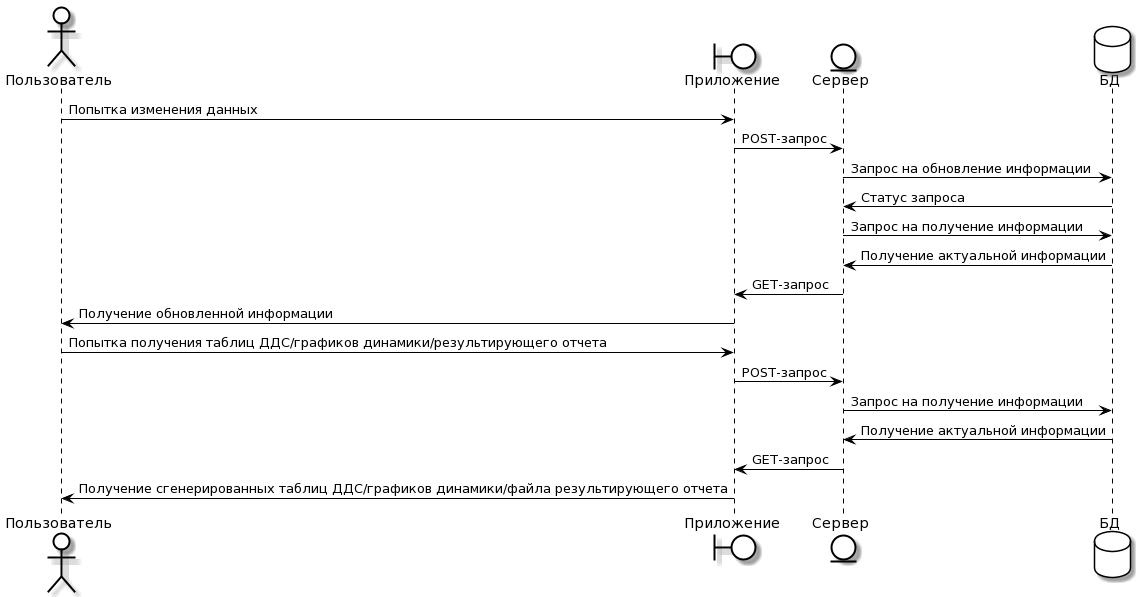 Пользователь
Приложение
Сервер
БД
Попытка изменения данных
POST-запрос
Запрос на обновление информации
Статус запроса
Запрос на получение информации
Получение актуальной информации
GET-запрос
Получение обновленной информации
Попытка получения таблиц ДДС/графиков динамики/результирующего отчета
POST-запрос
Запрос на получение информации
Получение актуальной информации
GET-запрос
Получение сгенерированных таблиц ДДС/графиков динамики/файла результирующего отчета
Пользователь
Приложение
Сервер
БД